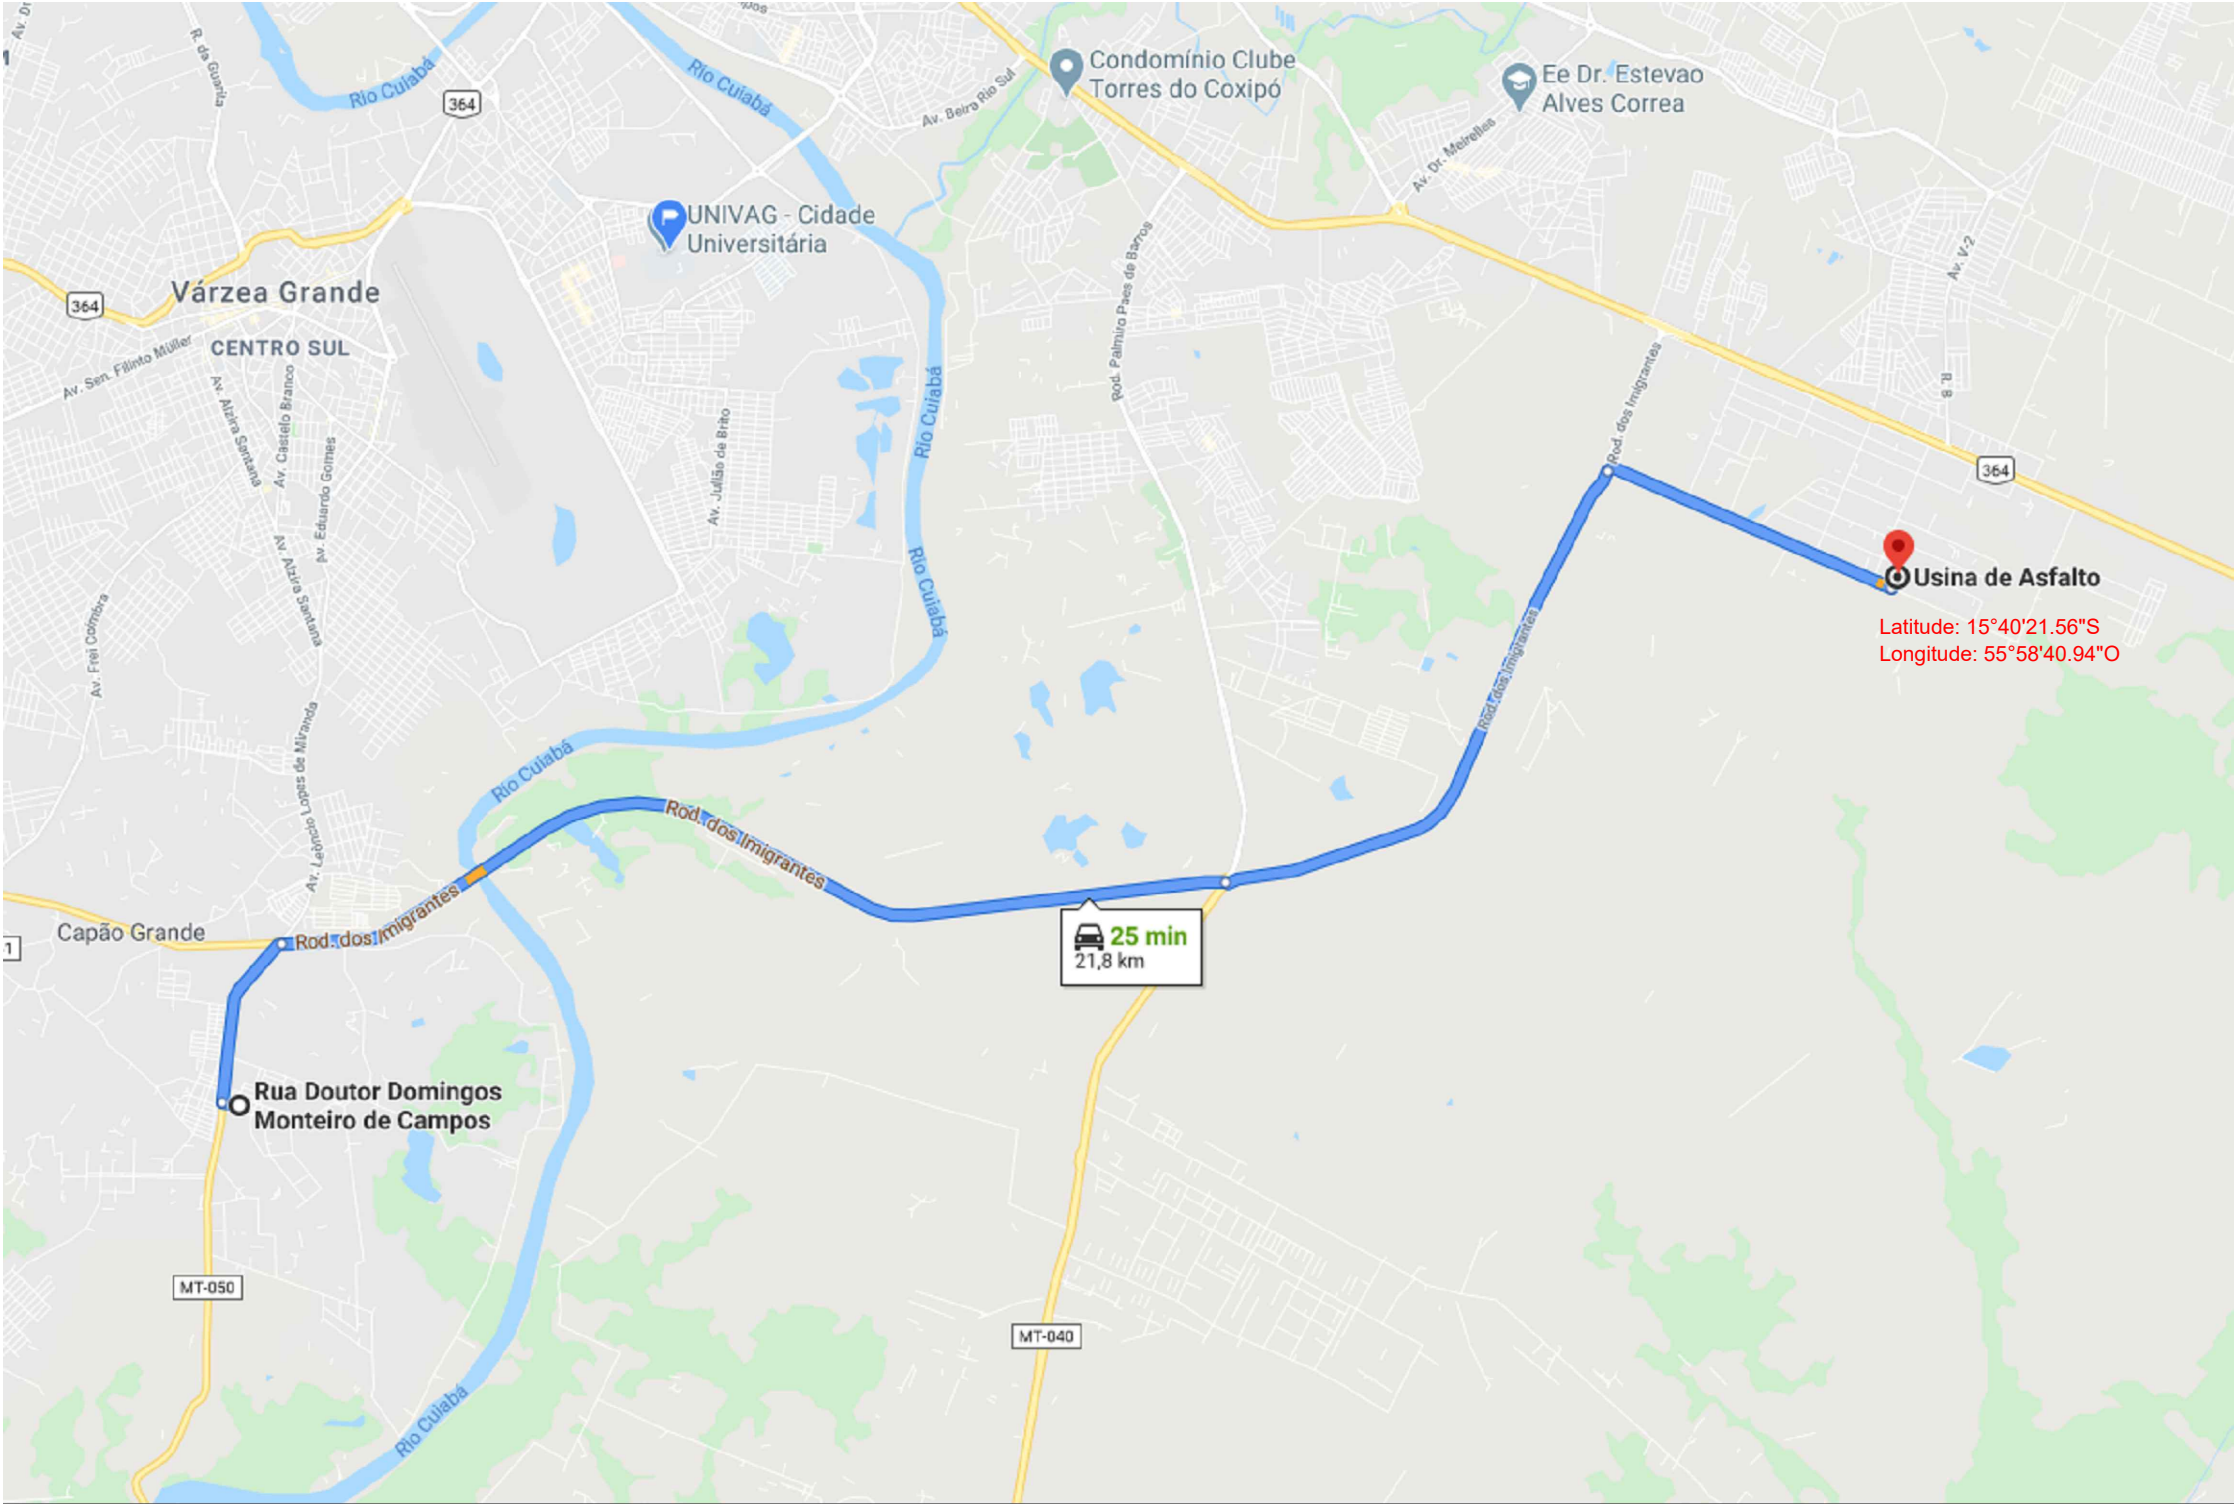 Av. Dr
R. da Guarita
Rio Cuiabá
364
Rio Cuiabá
Av. Beira Rio Sul
Condomínio Clube
Torres do Coxipó
Ee Dr. Estevao
Alves Correa
Av. Dr. Meirelles
UNIVAG - Cidade
Universitária
Rod. Palmiro Paes de Barros
Av. V-2
364
Várzea Grande
CENTRO SUL
Av. Sen. Filinto Müller
Av. Alzira Santana
Av. Castelo Branco
Av. Eduardo Gomes
Av. Julião de Brito
Rio Cuiabá
Rod. dos Imigrantes
R. B
364
Usina de Asfalto
Latitude: 15°40'21.56"S
Longitude: 55°58'40.94"O
Av. Alzira Santana
Av. Frei Coimbra
Rio Cuiabá
Rod. dos Imigrantes
Av. Leôncio Lopes de Miranda
Rio Cuiabá
Rod. dos Imigrantes
Capão Grande
Rod. dos Imigrantes
1
25 min
21,8 km
Rua Doutor Domingos
Monteiro de Campos
MT-050
MT-040
Rio Cuiabá